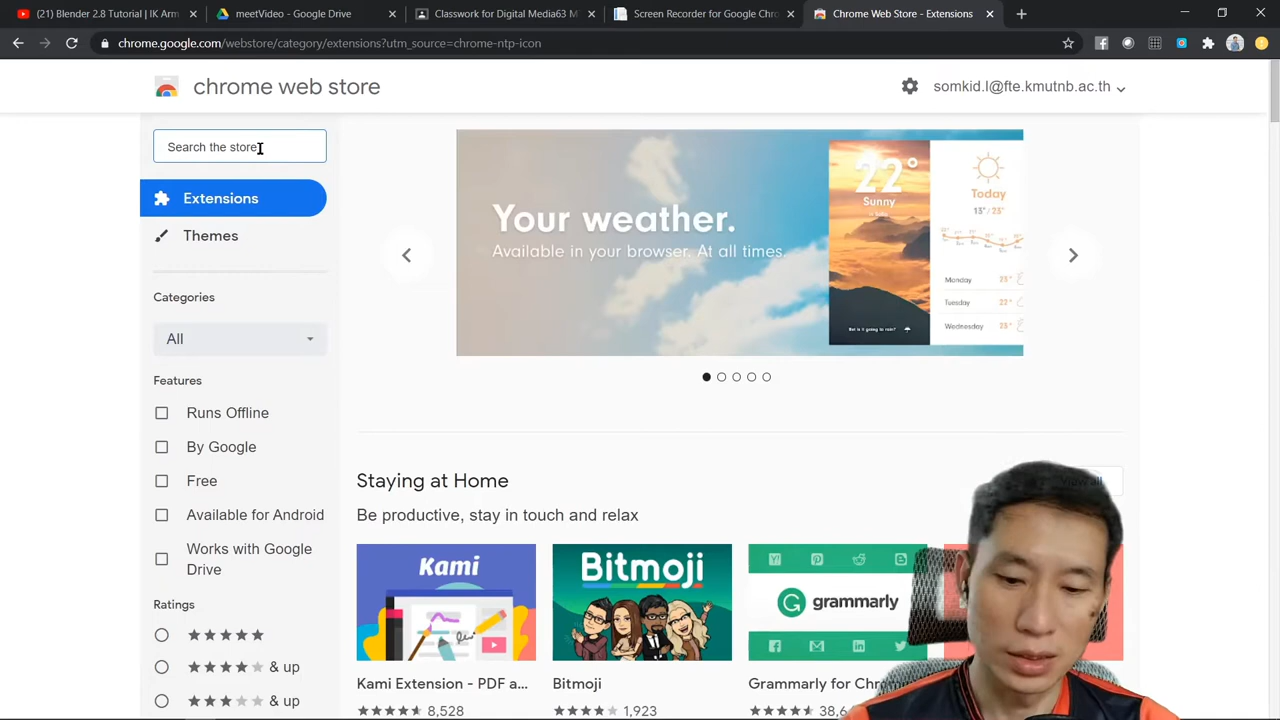 (21) Blender 2.8 Tutorial | IK Arm
meetVideo - Google Drive
Classwork for Digital Media63 M
Screen Recorder for Google Chro
Chrome Web Store - Extensions
chrome.google.com/webstore/category/extensions?utm_source=chrome-ntp-icon
chrome web store
somkid.l@fte.kmutnb.ac.th
Search the store
Extensions
Themes
Categories
All
Features
Runs Offline
By Google
Free
Available for Android
Works with Google
Drive
Ratings
& up
& up
Your weather.
Available in your browser. At all times.
22°
Sunny
Today
Monday
Tuesday
Wednesday
Staying at Home
View all
Be productive, stay in touch and relax
Kami
Bitmoji
grammarly
Kami Extension - PDF a...
Bitmoji
Grammarly for Chr
8,528
1,923
38,6